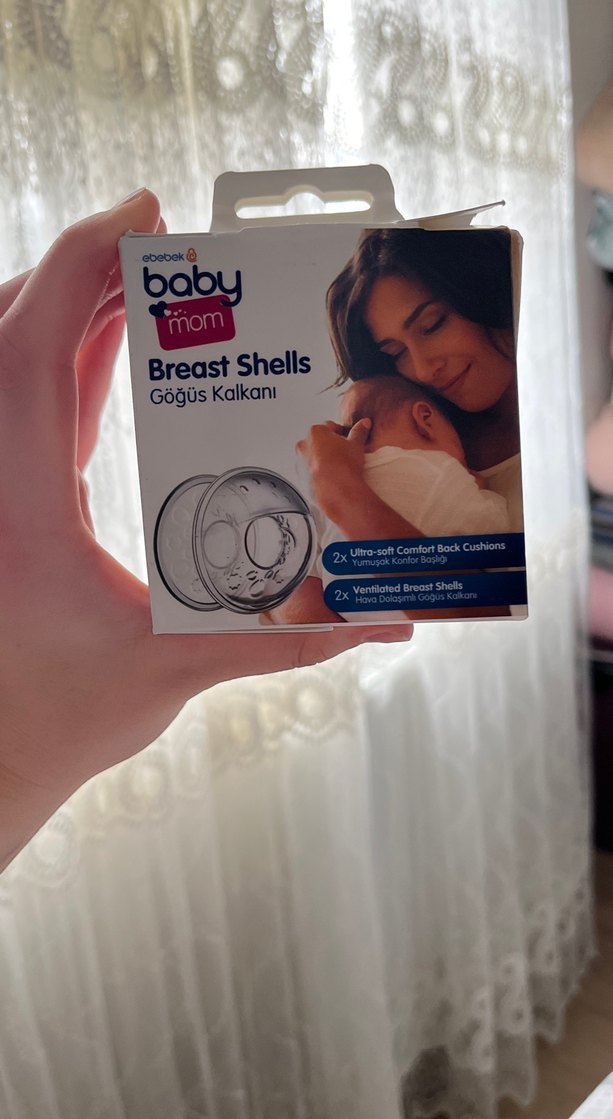 ebebek
baby
mom
Breast Shells
Göğüs Kalkanı
2x Ultra-soft Comfort Back Cushions
Yumuşak Konfor Başlığı
2x Ventilated Breast Shells
Hava Dolaşımlı Göğüs Kalkanı